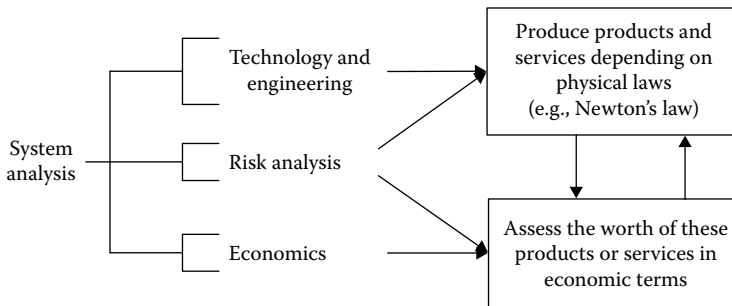 System
analysis
Technology and
engineering
Risk analysis
Economics
Produce products and
services depending on
physical laws
(e.g., Newton’s law)
Assess the worth of these
products or services in
economic terms